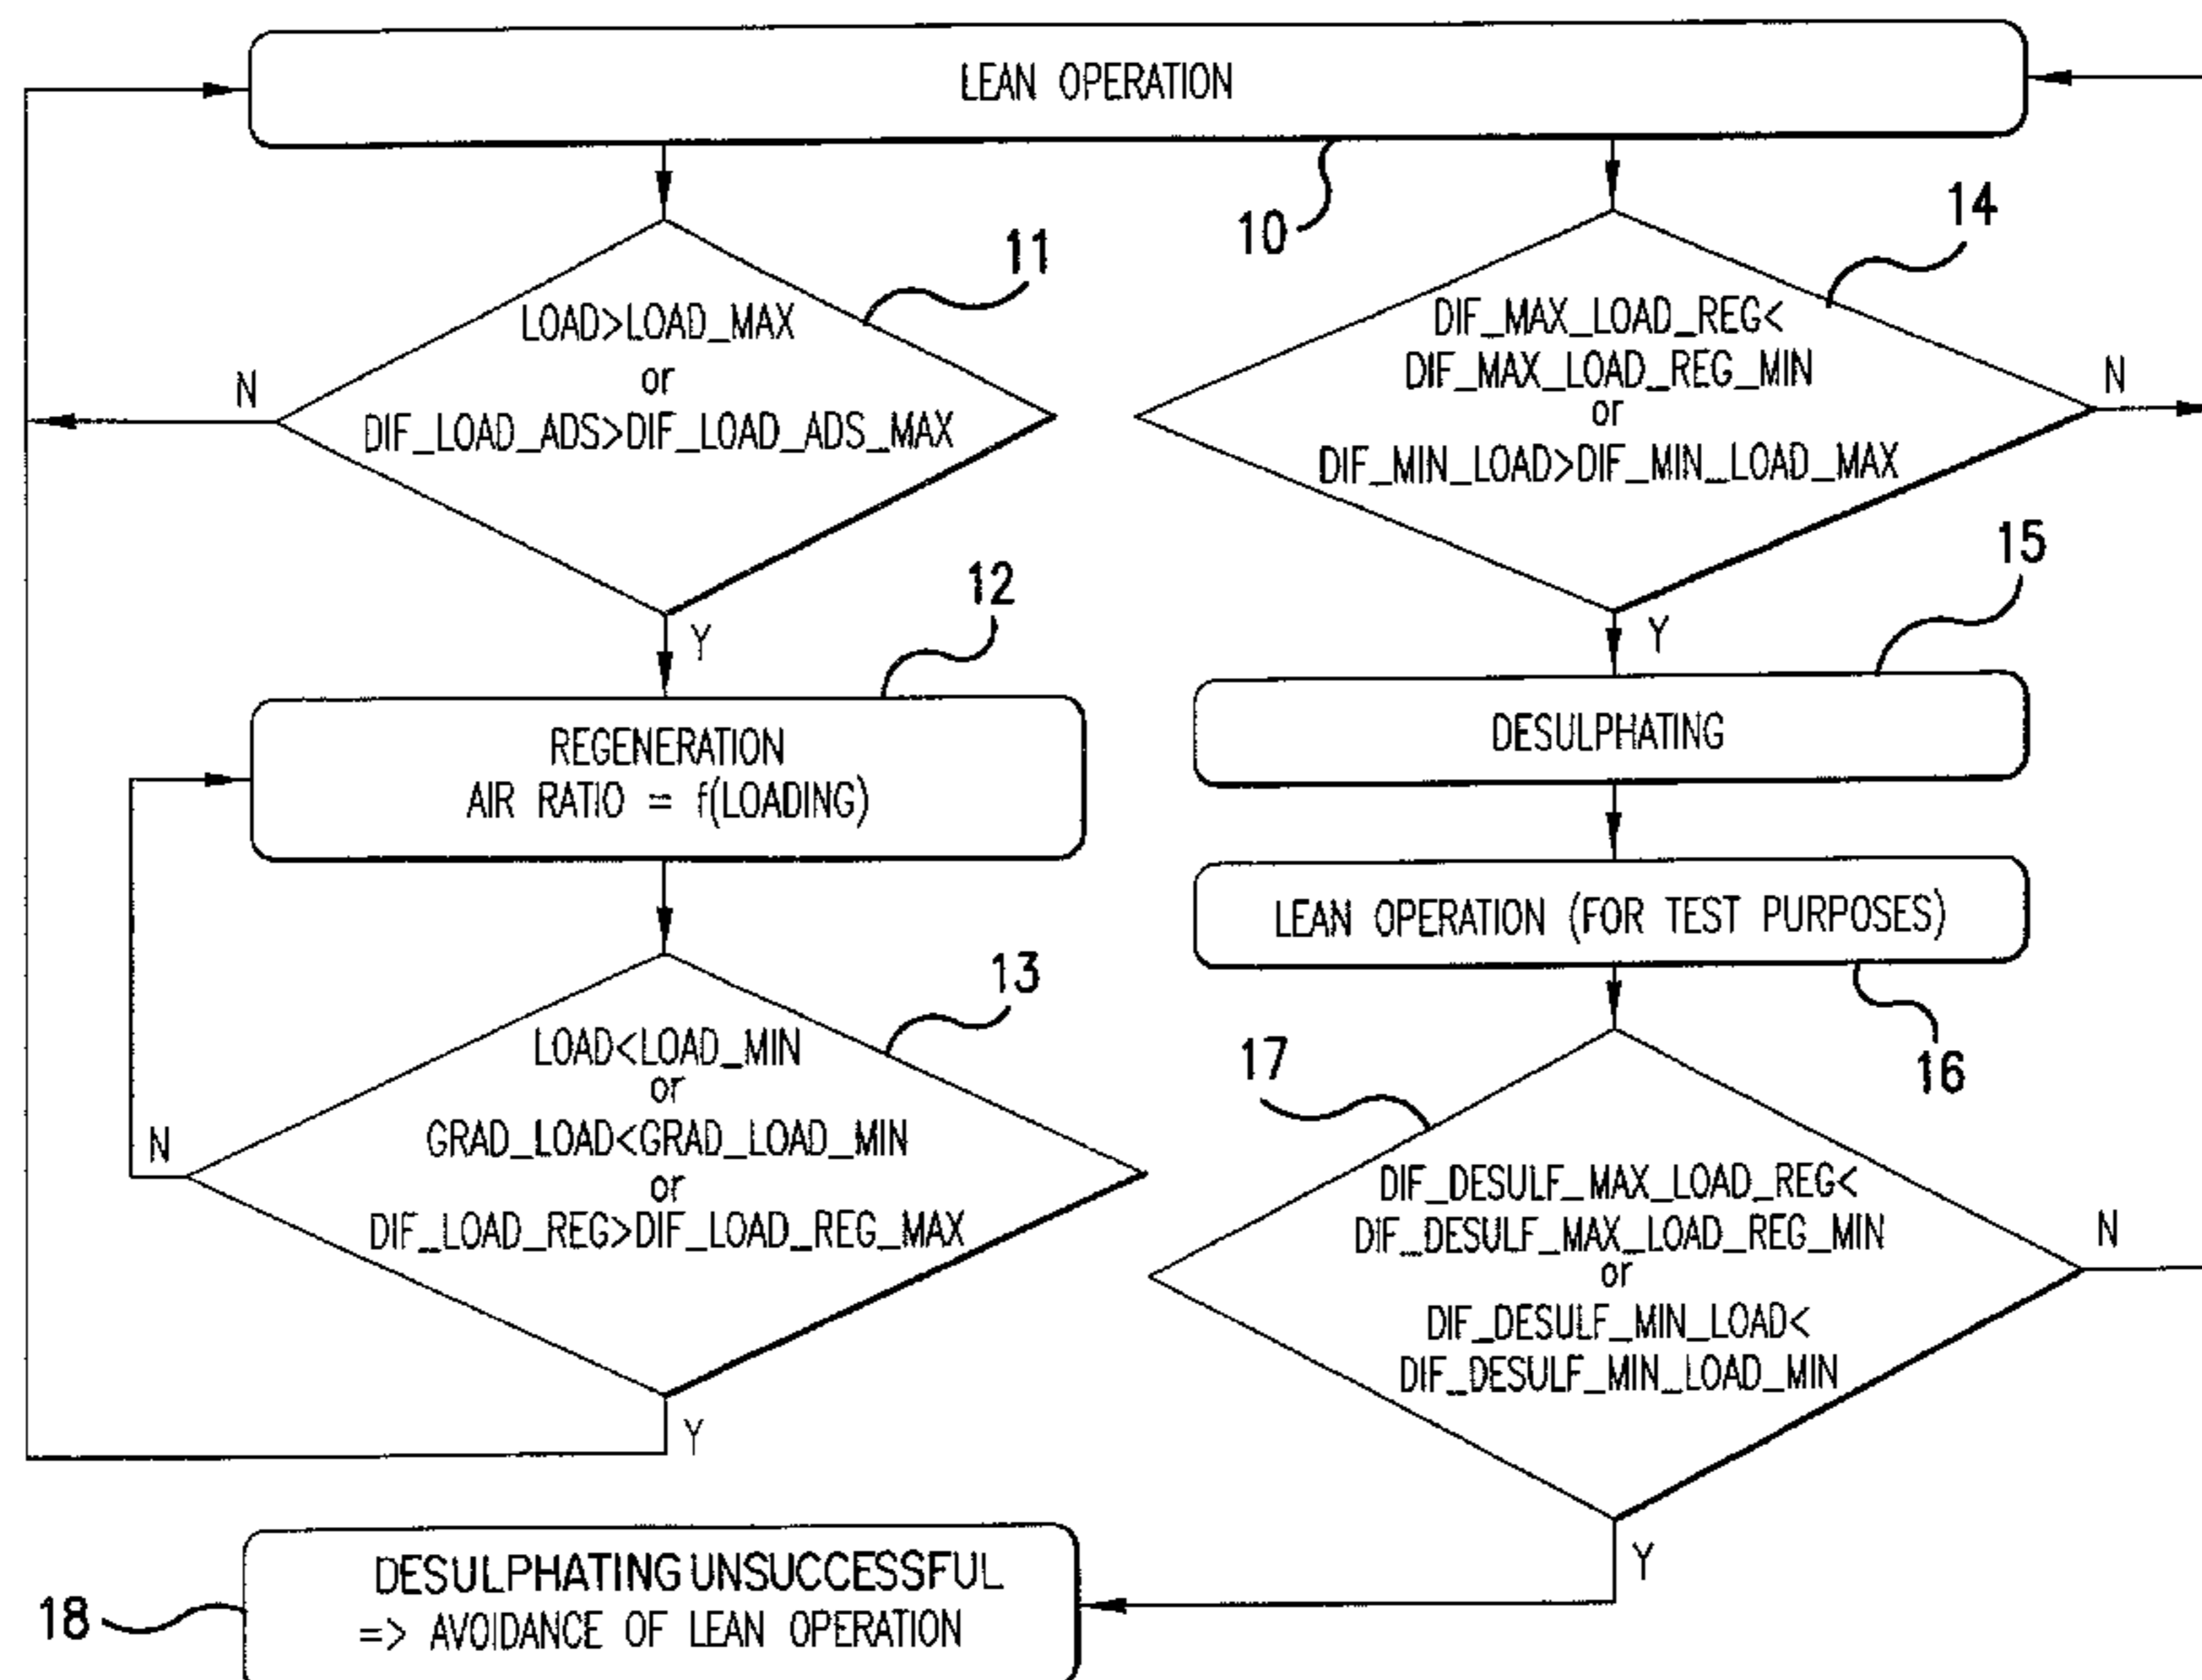 LEAN OPERATION
10
11
LOAD>LOAD_MAX
or
DIF_LOAD_ADS>DIF_LOAD_ADS_MAX
N
Y
12
REGENERATION
AIR RATIO = f(LOADING)
13
LOAD<LOAD_MIN
or
GRAD_LOAD<GRAD_LOAD_MIN
or
DIF_LOAD_REG>DIF_LOAD_REG_MAX
N
Y
14
DIF_MAX_LOAD_REG<
DIF_MAX_LOAD_REG_MIN
or
DIF_MIN_LOAD>DIF_MIN_LOAD_MAX
N
Y
15
DESULPHATING
LEAN OPERATION (FOR TEST PURPOSES)
16
17
DIF_DESULF_MAX_LOAD_REG<
DIF_DESULF_MAX_LOAD_REG_MIN
or
DIF_DESULF_MIN_LOAD<
DIF_DESULF_MIN_LOAD_MIN
N
Y
18
DESULPHATING UNSUCCESSFUL
=> AVOIDANCE OF LEAN OPERATION